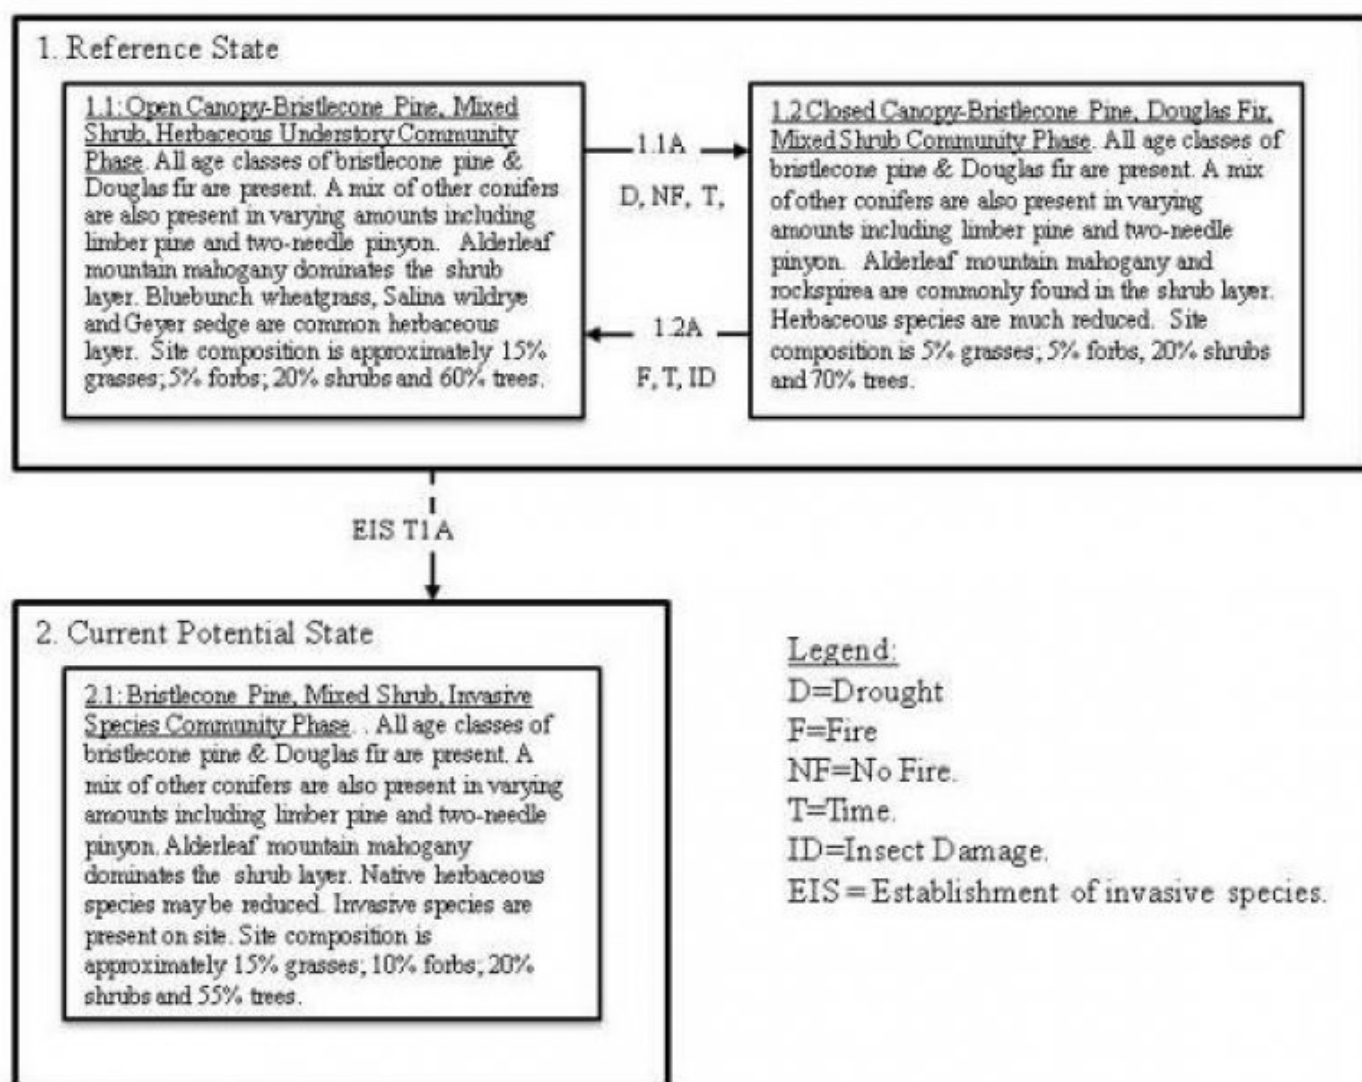 1. Reference State
1.1: Open Canopy-Bristlecone Pine, Mixed
Shrub, Herbaceous Understory Community
Phase. All age classes of bristlecone pine &
Douglas fir are present. A mix of other conifers
are also present in varying amounts including
limber pine and two-needle pinyon. Alderleaf
mountain mahogany dominates the shrub
layer. Bluebunch wheatgrass, Salina wildrye
and Geyer sedge are common herbaceous
layer. Site composition is approximately 15%
grasses; 5% forbs; 20% shrubs and 60% trees.
1.1A
D, NF, T,
1.2A
F, T, ID
1.2 Closed Canopy-Bristlecone Pine, Douglas Fir,
Mixed Shrub Community Phase. All age classes of
bristlecone pine & Douglas fir are present. A mix
of other conifers are also present in varying
amounts including limber pine and two-needle
pinyon. Alderleaf mountain mahogany and
rockspirea are commonly found in the shrub layer.
Herbaceous species are much reduced. Site
composition is 5% grasses; 5% forbs, 20% shrubs
and 70% trees.
EIS T1A
2. Current Potential State
2.1: Bristlecone Pine, Mixed Shrub, Invasive
Species Community Phase. . All age classes of
bristlecone pine & Douglas fir are present. A
mix of other conifers are also present in varying
amounts including limber pine and two-needle
pinyon. Alderleaf mountain mahogany
dominates the shrub layer. Native herbaceous
species maybe reduced. Invasive species are
present on site. Site composition is
approximately 15% grasses; 10% forbs; 20%
shrubs and 55% trees.
Legend:
D=Drought
F=Fire
NF=No Fire.
T=Time.
ID=Insect Damage.
EIS = Establishment of invasive species.